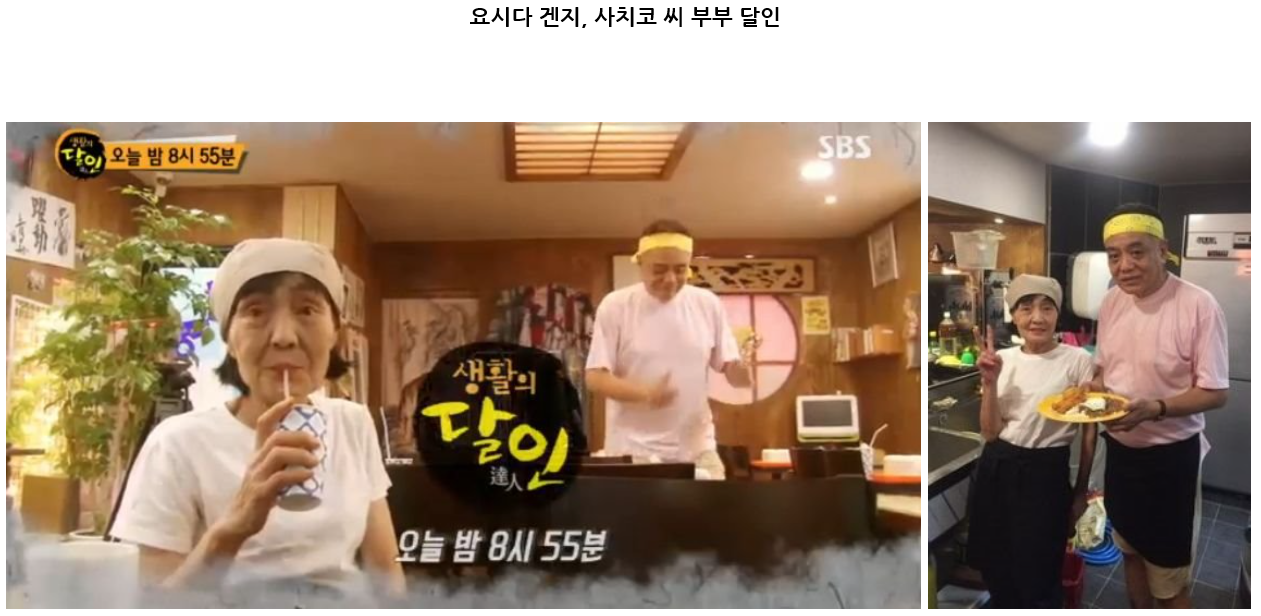 요시다 겐지, 사치코 씨 부부 달인
생활의
달인
오늘 밤 8시 55분
SBS
躍動
생활의
달인
達人
오늘 밤 8시 55분